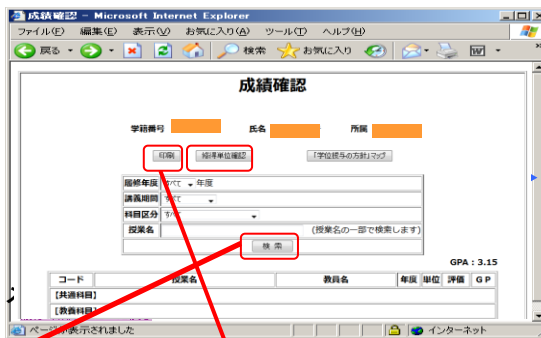 成績確認 - Microsoft Internet Explorer
ファイル(F) 編集(E) 表示(V) お気に入り(A) ツール(T) ヘルプ(H)
戻る 検索 お気に入り
成績確認
学籍番号 氏名 所属
印刷 修得単位確認 「学位授与の方針」マップ
履修年度 すべて 年度
講義期間 すべて
科目区分 すべて
授業名 (授業名の一部で検索します)
検索
GPA : 3.15
コード 授業名 教員名 年度 単位 評価 GP
【共通科目】
【教養科目】
ページが表示されました インターネット